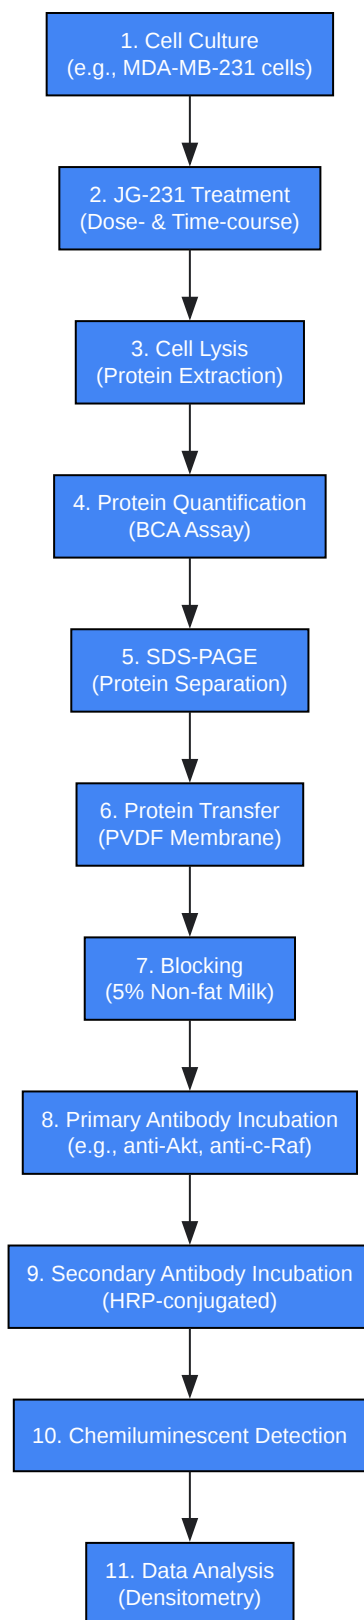 1. Cell Culture
(e.g., MDA-MB-231 cells)
2. JG-231 Treatment
(Dose- & Time-course)
3. Cell Lysis
(Protein Extraction)
4. Protein Quantification
(BCA Assay)
5. SDS-PAGE
(Protein Separation)
6. Protein Transfer
(PVDF Membrane)
7. Blocking
(5% Non-fat Milk)
8. Primary Antibody Incubation
(e.g., anti-Akt, anti-c-Raf)
9. Secondary Antibody Incubation
(HRP-conjugated)
10. Chemiluminescent Detection
11. Data Analysis
(Densitometry)